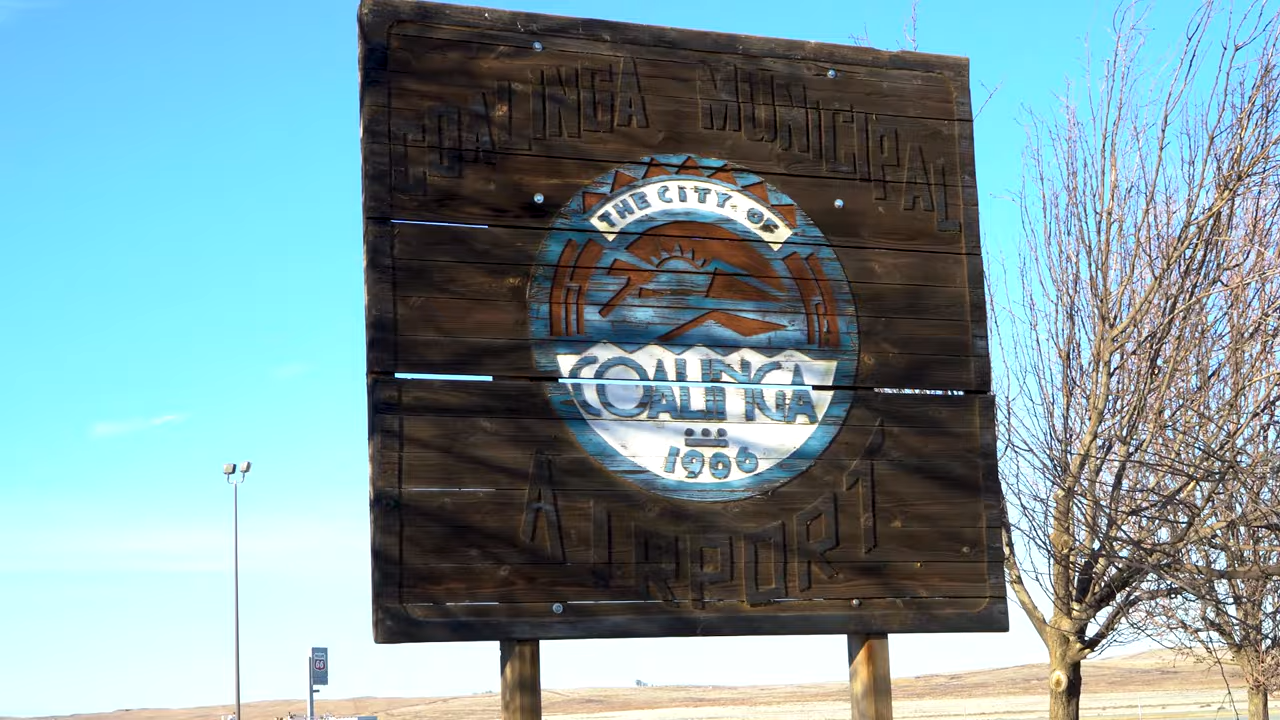 COALINGA MUNICIPAL
THE CITY OF
COALINGA
1906
AIRPORT
66